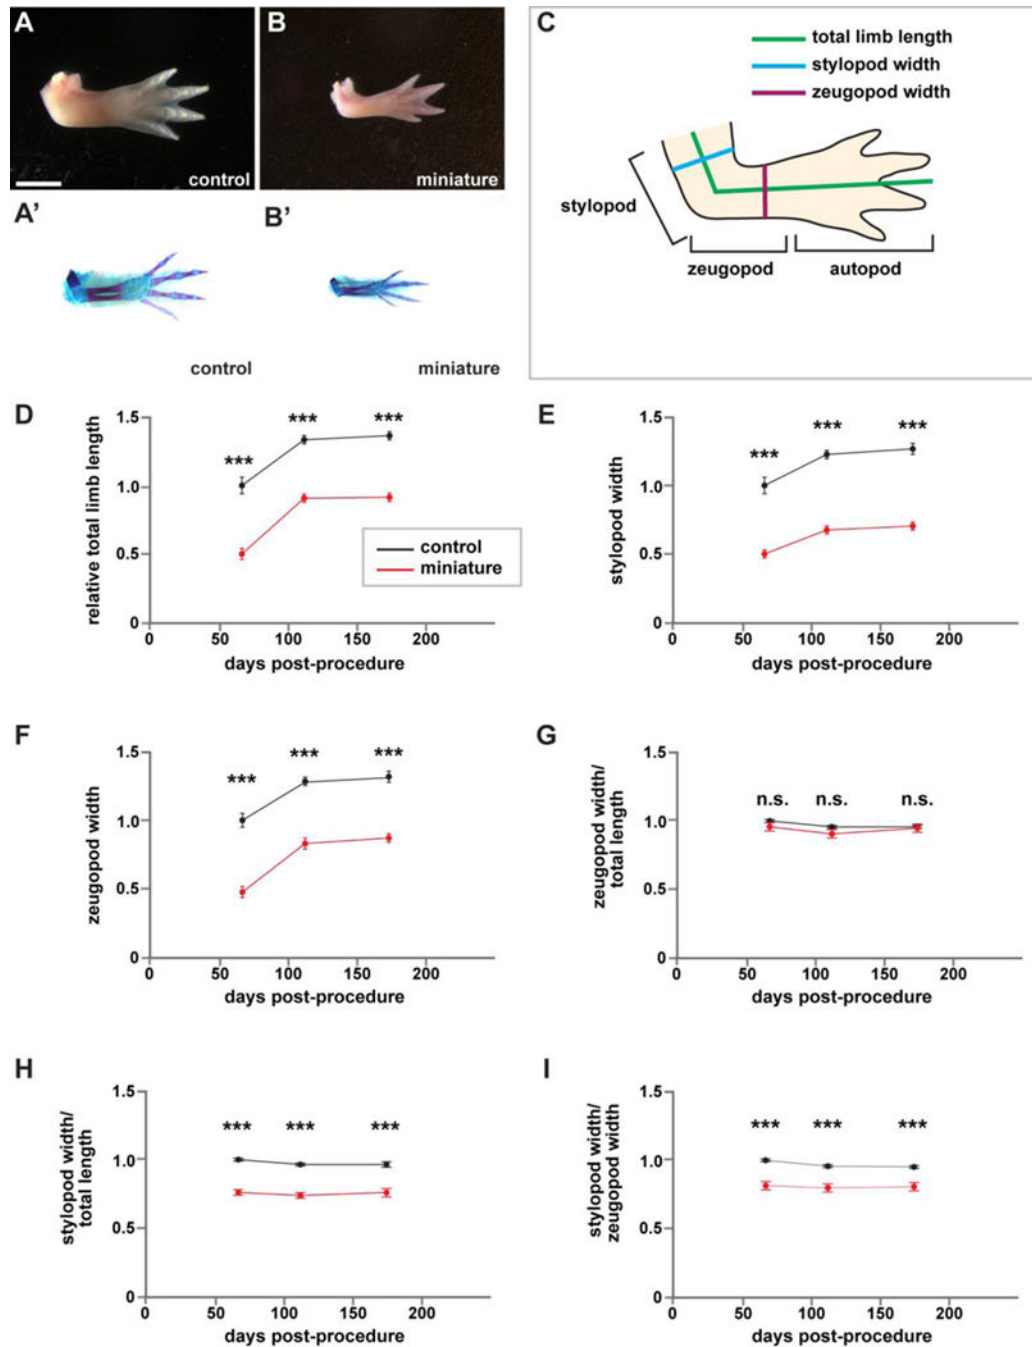 A
control
B
miniature
C
total limb length
stylopod width
zeugopod width
stylopod
zeugopod
autopod
A'
control
B'
miniature
D
relative total limb length
1.5
1.0
0.5
0
*** *** ***
control
miniature
0 50 100 150 200
days post-procedure
E
stylopod width
1.5
1.0
0.5
0
*** *** ***
0 50 100 150 200
days post-procedure
F
zeugopod width
1.5
1.0
0.5
0
*** *** ***
0 50 100 150 200
days post-procedure
G
zeugopod width/
total length
1.5
1.0
0.5
0
n.s. n.s. n.s.
0 50 100 150 200
days post-procedure
H
stylopod width/
total length
1.5
1.0
0.5
0
*** *** ***
0 50 100 150 200
days post-procedure
I
stylopod width/
zeugopod width
1.5
1.0
0.5
0
*** *** ***
0 50 100 150 200
days post-procedure